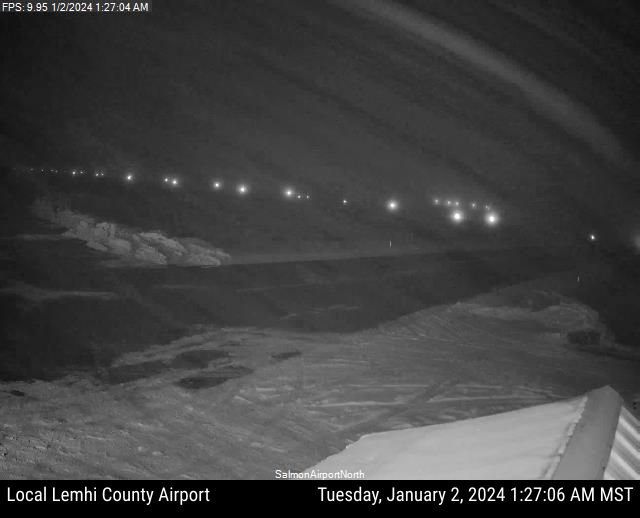 FPS: 9.95 1/2/2024 1:27:04 AM
SalmonAirportNorth
Local Lemhi County Airport
Tuesday, January 2, 2024 1:27:06 AM MST